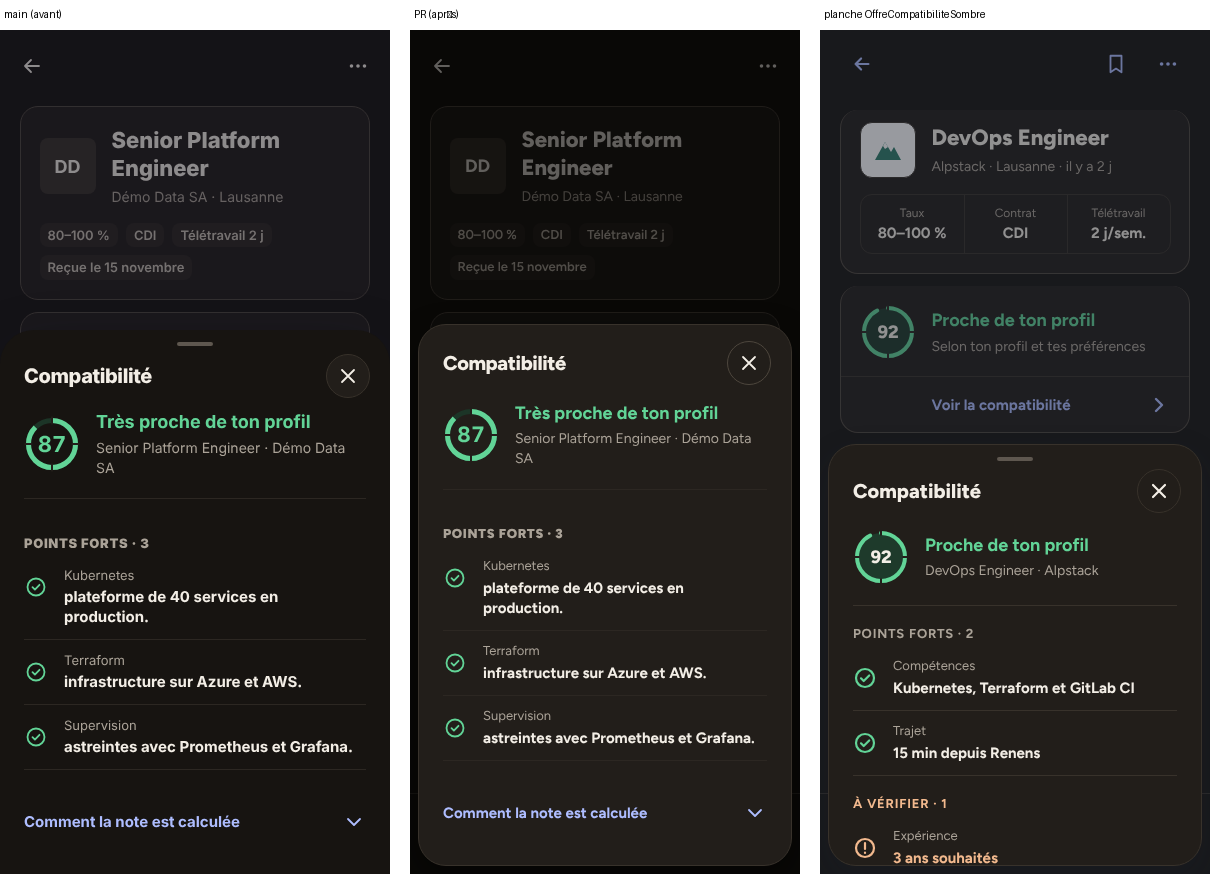 main (avant)
Senior Platform
Engineer
DD
Démo Data SA · Lausanne
80–100 %
CDI
Télétravail 2 j
Reçue le 15 novembre
Compatibilité
87
Très proche de ton profil
Senior Platform Engineer · Démo Data
SA
POINTS FORTS · 3
Kubernetes
plateforme de 40 services en
production.
Terraform
infrastructure sur Azure et AWS.
Supervision
astreintes avec Prometheus et Grafana.
Comment la note est calculée
PR (après)
Senior Platform
Engineer
DD
Démo Data SA · Lausanne
80–100 %
CDI
Télétravail 2 j
Reçue le 15 novembre
Compatibilité
87
Très proche de ton profil
Senior Platform Engineer · Démo Data
SA
POINTS FORTS · 3
Kubernetes
plateforme de 40 services en
production.
Terraform
infrastructure sur Azure et AWS.
Supervision
astreintes avec Prometheus et Grafana.
Comment la note est calculée
planche OffreCompatibiliteSombre
DevOps Engineer
Alpstack · Lausanne · il y a 2 j
Taux
80–100 %
Contrat
CDI
Télétravail
2 j/sem.
92
Proche de ton profil
Selon ton profil et tes préférences
Voir la compatibilité
Compatibilité
92
Proche de ton profil
DevOps Engineer · Alpstack
POINTS FORTS · 2
Compétences
Kubernetes, Terraform et GitLab CI
Trajet
15 min depuis Renens
À VÉRIFIER · 1
Expérience
3 ans souhaités